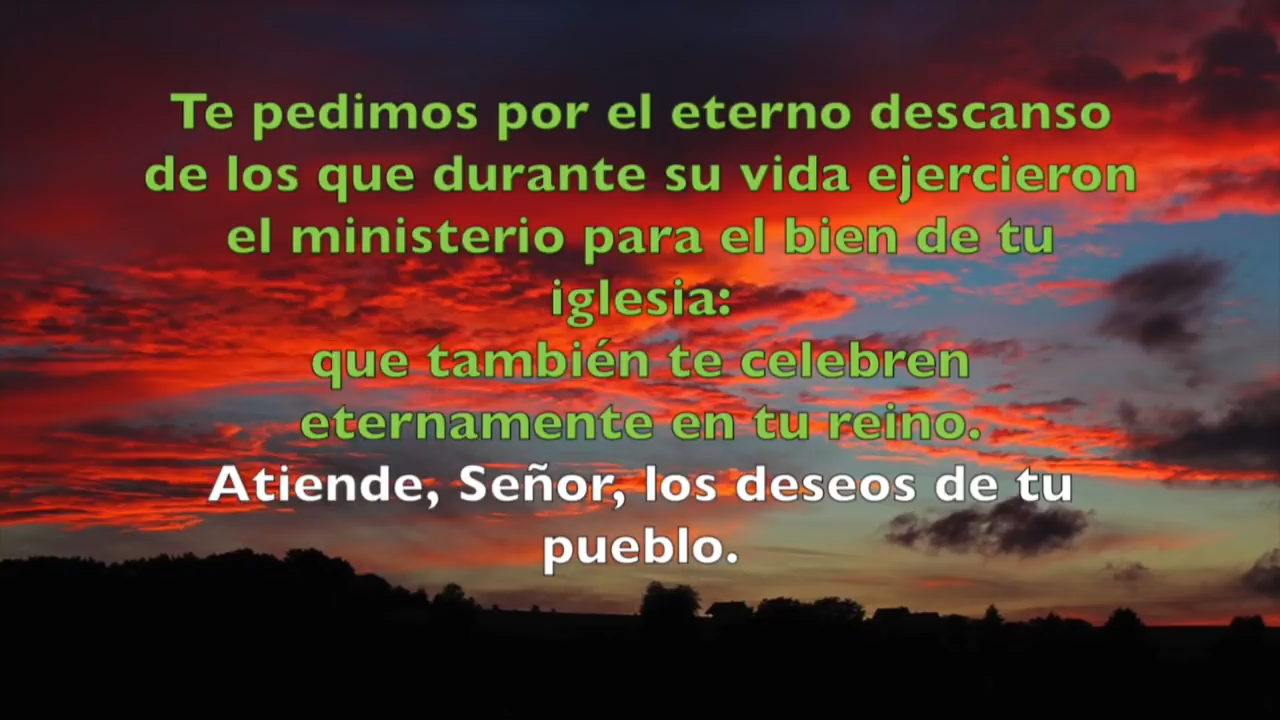 Te pedimos por el eterno descanso
de los que durante su vida ejercieron
el ministerio para el bien de tu
iglesia:
que también te celebren
eternamente en tu reino.
Atiende, Señor, los deseos de tu
pueblo.